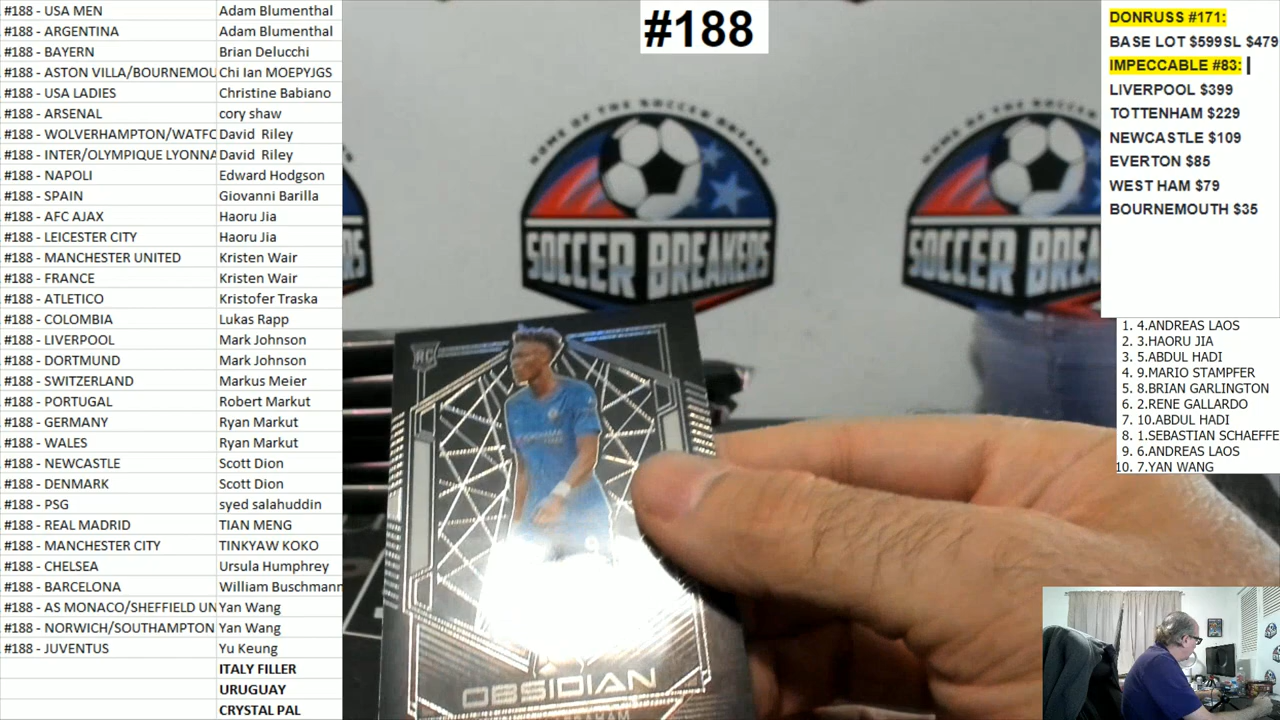 #188 - USA MEN Adam Blumenthal
#188 - ARGENTINA Adam Blumenthal
#188 - BAYERN Brian Delucchi
#188 - ASTON VILLA/BOURNEMOU Chi Ian MOEPYJGS
#188 - USA LADIES Christine Babiano
#188 - ARSENAL cory shaw
#188 - WOLVERHAMPTON/WATFC David Riley
#188 - INTER/OLYMPIQUE LYONNA David Riley
#188 - NAPOLI Edward Hodgson
#188 - SPAIN Giovanni Barilla
#188 - AFC AJAX Haoru Jia
#188 - LEICESTER CITY Haoru Jia
#188 - MANCHESTER UNITED Kristen Wair
#188 - FRANCE Kristen Wair
#188 - ATLETICO Kristofer Traska
#188 - COLOMBIA Lukas Rapp
#188 - LIVERPOOL Mark Johnson
#188 - DORTMUND Mark Johnson
#188 - SWITZERLAND Markus Meier
#188 - PORTUGAL Robert Markut
#188 - GERMANY Ryan Markut
#188 - WALES Ryan Markut
#188 - NEWCASTLE Scott Dion
#188 - DENMARK Scott Dion
#188 - PSG syed salahuddin
#188 - REAL MADRID TIAN MENG
#188 - MANCHESTER CITY TINKYAW KOKO
#188 - CHELSEA Ursula Humphrey
#188 - BARCELONA William Buschmann
#188 - AS MONACO/SHEFFIELD UN Yan Wang
#188 - NORWICH/SOUTHAMPTON Yan Wang
#188 - JUVENTUS Yu Keung
ITALY FILLER
URUGUAY
CRYSTAL PAL
#188
HOME OF THE SOCCER BREAKERS
SOCCER BREAKERS
RC
OBSIDIAN
DONRUSS #171:
BASE LOT $599SL $479
IMPECCABLE #83:
LIVERPOOL $399
TOTTENHAM $229
NEWCASTLE $109
EVERTON $85
WEST HAM $79
BOURNEMOUTH $35
1. 4.ANDREAS LAOS
2. 3.HAORU JIA
3. 5.ABDUL HADI
4. 9.MARIO STAMPFER
5. 8.BRIAN GARLINGTON
6. 2.RENE GALLARDO
7. 10.ABDUL HADI
8. 1.SEBASTIAN SCHAEFFE
9. 6.ANDREAS LAOS
10. 7.YAN WANG